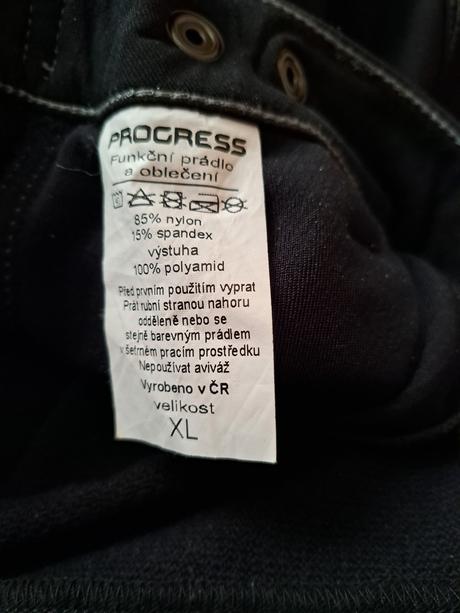 PROGRESS
Funkční prádlo
a oblečení
85% nylon
15% spandex
výstuha
100% polyamid
Před prvním použitím vyprat
Prát rubní stranou nahoru
odděleně nebo se
stejně barevným prádlem
v šetrném pracím prostředku
Nepoužívat aviváž
Vyrobeno v ČR
velikost
XL